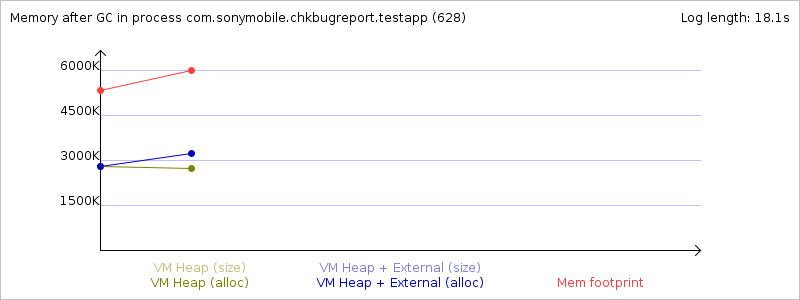 Memory after GC in process com.sonymobile.chkbugreport.testapp (628) Log length: 18.1s
6000K
4500K
3000K
1500K
VM Heap (size) VM Heap + External (size)
VM Heap (alloc) VM Heap + External (alloc) Mem footprint